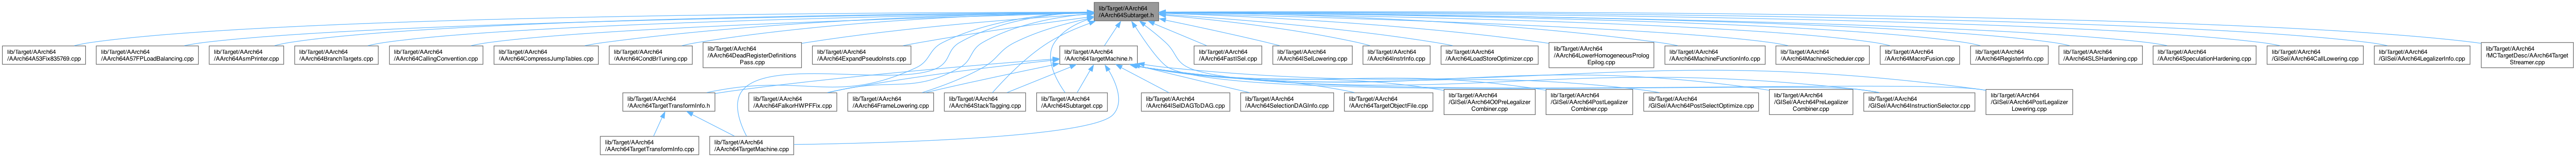 lib/Target/AArch64
/AArch64Subtarget.h
lib/Target/AArch64
/AArch64A53Fix835769.cpp
lib/Target/AArch64
/AArch64A57FPLoadBalancing.cpp
lib/Target/AArch64
/AArch64AsmPrinter.cpp
lib/Target/AArch64
/AArch64BranchTargets.cpp
lib/Target/AArch64
/AArch64CallingConvention.cpp
lib/Target/AArch64
/AArch64CompressJumpTables.cpp
lib/Target/AArch64
/AArch64CondBrTuning.cpp
lib/Target/AArch64
/AArch64DeadRegisterDefinitions
Pass.cpp
lib/Target/AArch64
/AArch64ExpandPseudoInsts.cpp
lib/Target/AArch64
/AArch64TargetMachine.h
lib/Target/AArch64
/AArch64FastISel.cpp
lib/Target/AArch64
/AArch64ISelLowering.cpp
lib/Target/AArch64
/AArch64InstrInfo.cpp
lib/Target/AArch64
/AArch64LoadStoreOptimizer.cpp
lib/Target/AArch64
/AArch64LowerHomogeneousProlog
Epilog.cpp
lib/Target/AArch64
/AArch64MachineFunctionInfo.cpp
lib/Target/AArch64
/AArch64MachineScheduler.cpp
lib/Target/AArch64
/AArch64MacroFusion.cpp
lib/Target/AArch64
/AArch64RegisterInfo.cpp
lib/Target/AArch64
/AArch64SLSHardening.cpp
lib/Target/AArch64
/AArch64SpeculationHardening.cpp
lib/Target/AArch64
/GISel/AArch64CallLowering.cpp
lib/Target/AArch64
/GISel/AArch64LegalizerInfo.cpp
lib/Target/AArch64
/MCTargetDesc/AArch64Target
Streamer.cpp
lib/Target/AArch64
/AArch64TargetTransformInfo.h
lib/Target/AArch64
/AArch64FalkorHWPFFix.cpp
lib/Target/AArch64
/AArch64FrameLowering.cpp
lib/Target/AArch64
/AArch64StackTagging.cpp
lib/Target/AArch64
/AArch64Subtarget.cpp
lib/Target/AArch64
/AArch64ISelDAGToDAG.cpp
lib/Target/AArch64
/AArch64SelectionDAGInfo.cpp
lib/Target/AArch64
/AArch64TargetObjectFile.cpp
lib/Target/AArch64
/GISel/AArch64O0PreLegalizer
Combiner.cpp
lib/Target/AArch64
/GISel/AArch64PostLegalizer
Combiner.cpp
lib/Target/AArch64
/GISel/AArch64PostSelectOptimize.cpp
lib/Target/AArch64
/GISel/AArch64PreLegalizer
Combiner.cpp
lib/Target/AArch64
/GISel/AArch64InstructionSelector.cpp
lib/Target/AArch64
/GISel/AArch64PostLegalizer
Lowering.cpp
lib/Target/AArch64
/AArch64TargetTransformInfo.cpp
lib/Target/AArch64
/AArch64TargetMachine.cpp